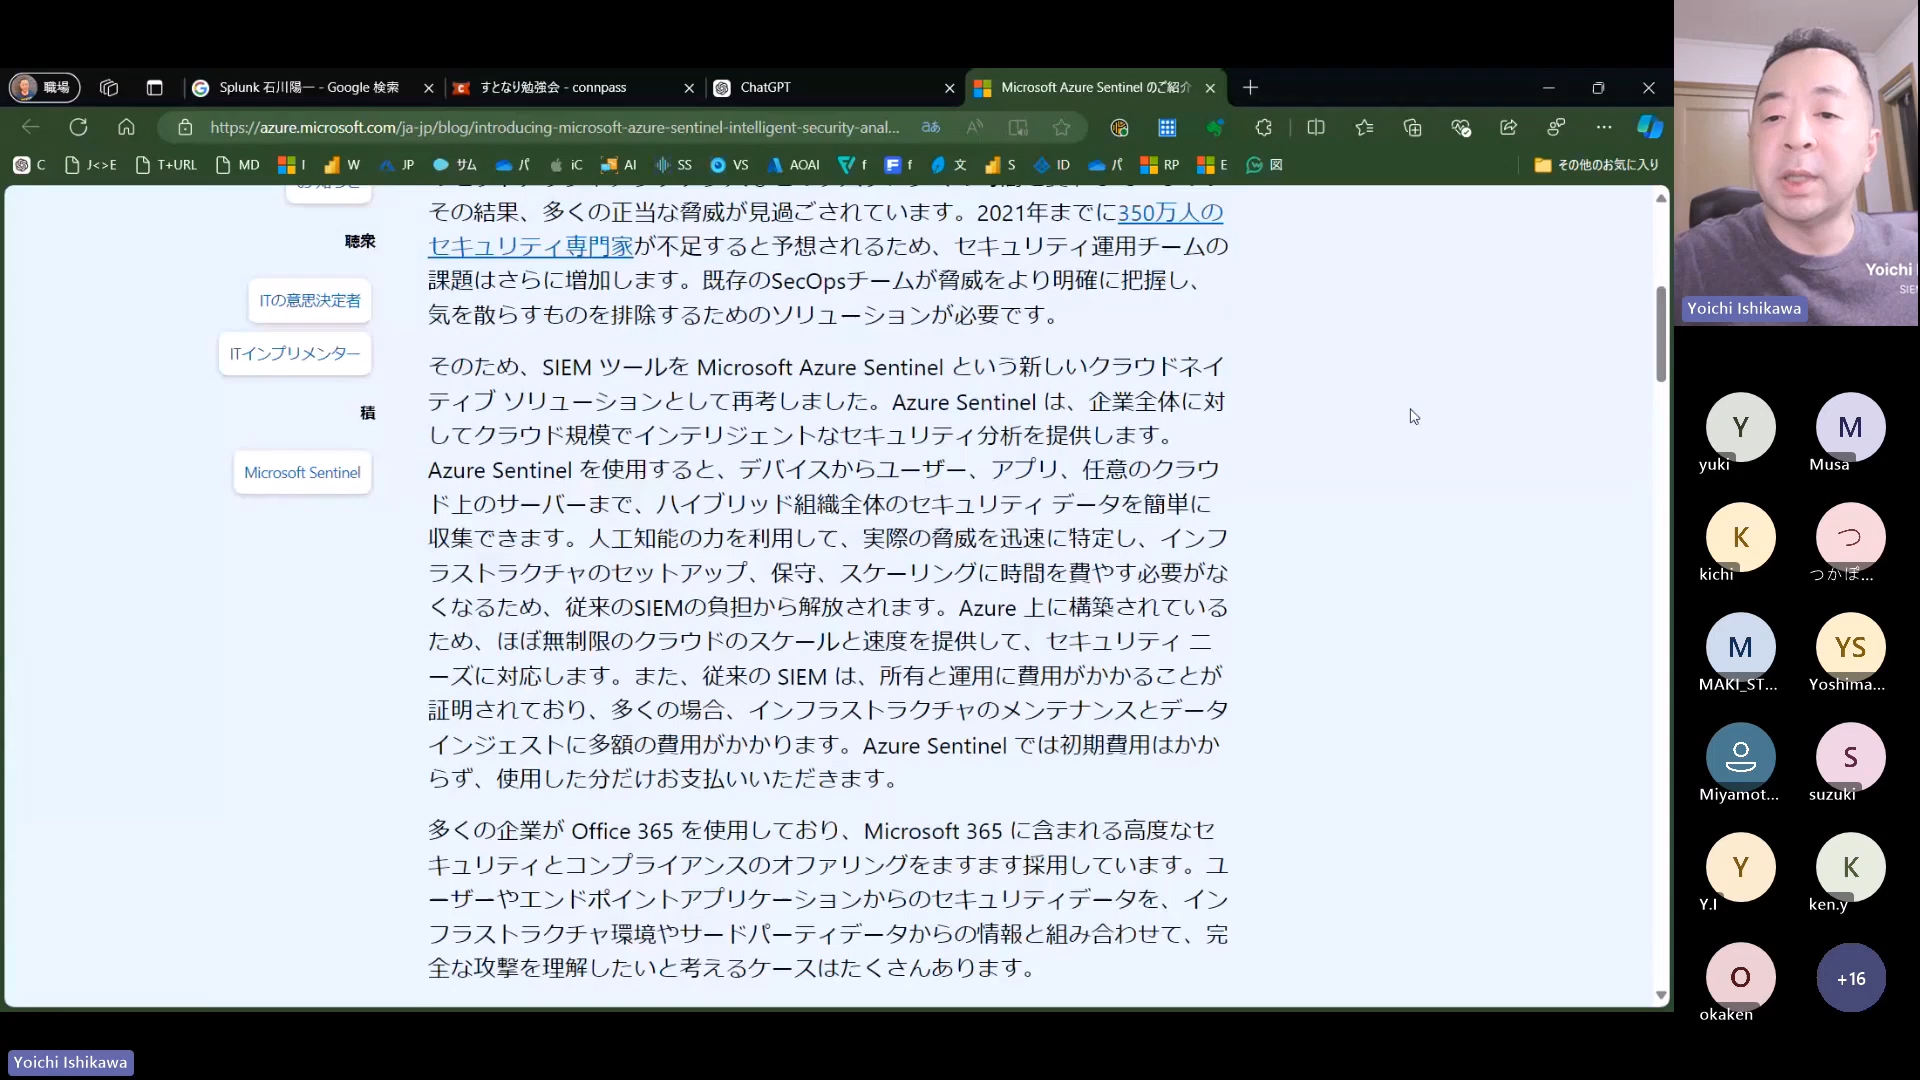 職場
Splunk 石川陽一 - Google 検索
すとなり勉強会 - connpass
ChatGPT
Microsoft Azure Sentinel のご紹介
https://azure.microsoft.com/ja-jp/blog/introducing-microsoft-azure-sentinel-intelligent-security-anal...
C J<>E T+URL MD I W JP サム パ iC AI SS VS AOAI f f 文 S ID パ RP E 図 その他のお気に入り
聴衆
ITの意思決定者
ITインプリメンター
積
Microsoft Sentinel
その結果、多くの正当な脅威が見過ごされています。2021年までに350万人の
セキュリティ専門家が不足すると予想されるため、セキュリティ運用チームの
課題はさらに増加します。既存のSecOpsチームが脅威をより明確に把握し、
気を散らすものを排除するためのソリューションが必要です。
そのため、SIEM ツールを Microsoft Azure Sentinel という新しいクラウドネイ
ティブ ソリューションとして再考しました。Azure Sentinel は、企業全体に対
してクラウド規模でインテリジェントなセキュリティ分析を提供します。
Azure Sentinel を使用すると、デバイスからユーザー、アプリ、任意のクラウ
ド上のサーバーまで、ハイブリッド組織全体のセキュリティ データを簡単に
収集できます。人工知能の力を利用して、実際の脅威を迅速に特定し、インフ
ラストラクチャのセットアップ、保守、スケーリングに時間を費やす必要がな
くなるため、従来のSIEMの負担から解放されます。Azure 上に構築されている
ため、ほぼ無制限のクラウドのスケールと速度を提供して、セキュリティ ニ
ーズに対応します。また、従来の SIEM は、所有と運用に費用がかかることが
証明されており、多くの場合、インフラストラクチャのメンテナンスとデータ
インジェストに多額の費用がかかります。Azure Sentinel では初期費用はかか
らず、使用した分だけお支払いいただきます。
多くの企業が Office 365 を使用しており、Microsoft 365 に含まれる高度なセ
キュリティとコンプライアンスのオファリングをますます採用しています。ユ
ーザーやエンドポイントアプリケーションからのセキュリティデータを、イン
フラストラクチャ環境やサードパーティデータからの情報と組み合わせて、完
全な攻撃を理解したいと考えるケースはたくさんあります。
Yoichi
SIE
Yoichi Ishikawa
Y
yuki
M
Musa
K
kichi
つ
つかぽ...
M
MAKI_ST...
YS
Yoshima...
Miyamot...
S
suzuki
Y
Y.I
K
ken.y
O
okaken
+16
Yoichi Ishikawa